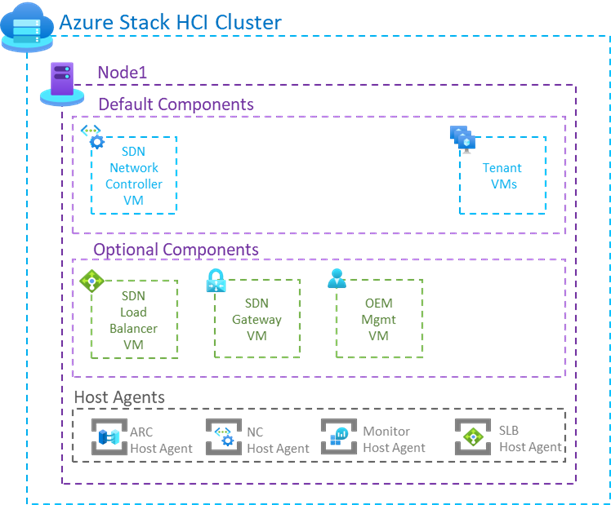 Azure Stack HCI Cluster
Node1
Default Components
SDN
Network
Controller
VM
Tenant
VMs
Optional Components
SDN
Load
Balancer
VM
SDN
Gateway
VM
OEM
Mgmt
VM
Host Agents
ARC
Host Agent
NC
Host Agent
Monitor
Host Agent
SLB
Host Agent